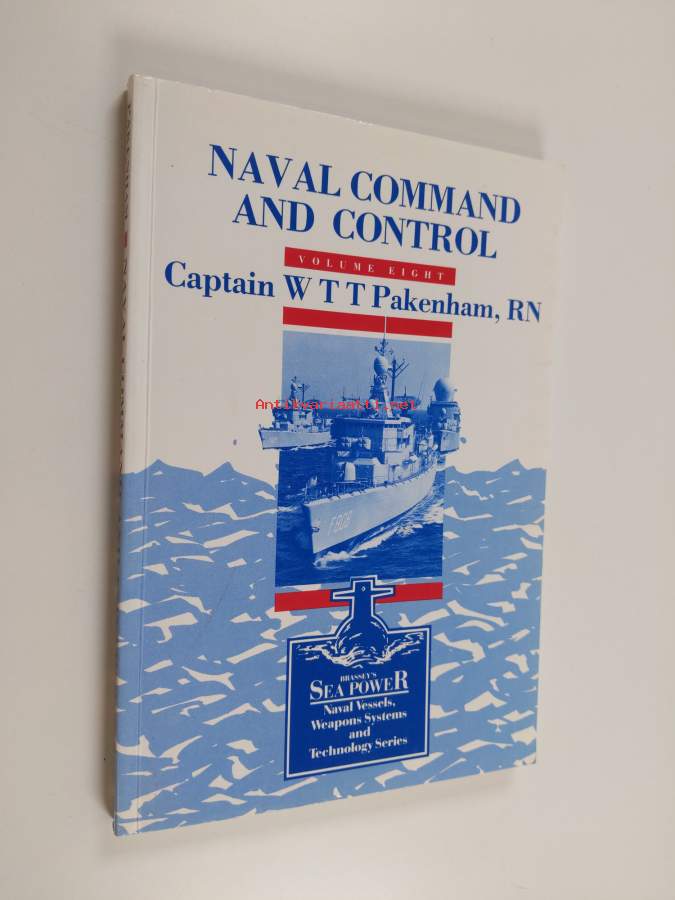 NAVAL COMMAND
AND CONTROL
VOLUME EIGHT
Captain W T T Pakenham, RN
Antikvariaatti.net
F808
BRASSEY'S
SEA POWER
Naval Vessels,
Weapons Systems
and
Technology Series